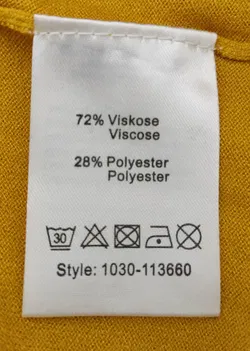 72% Viskose
Viscose
28% Polyester
Polyester
30
Style: 1030-113660